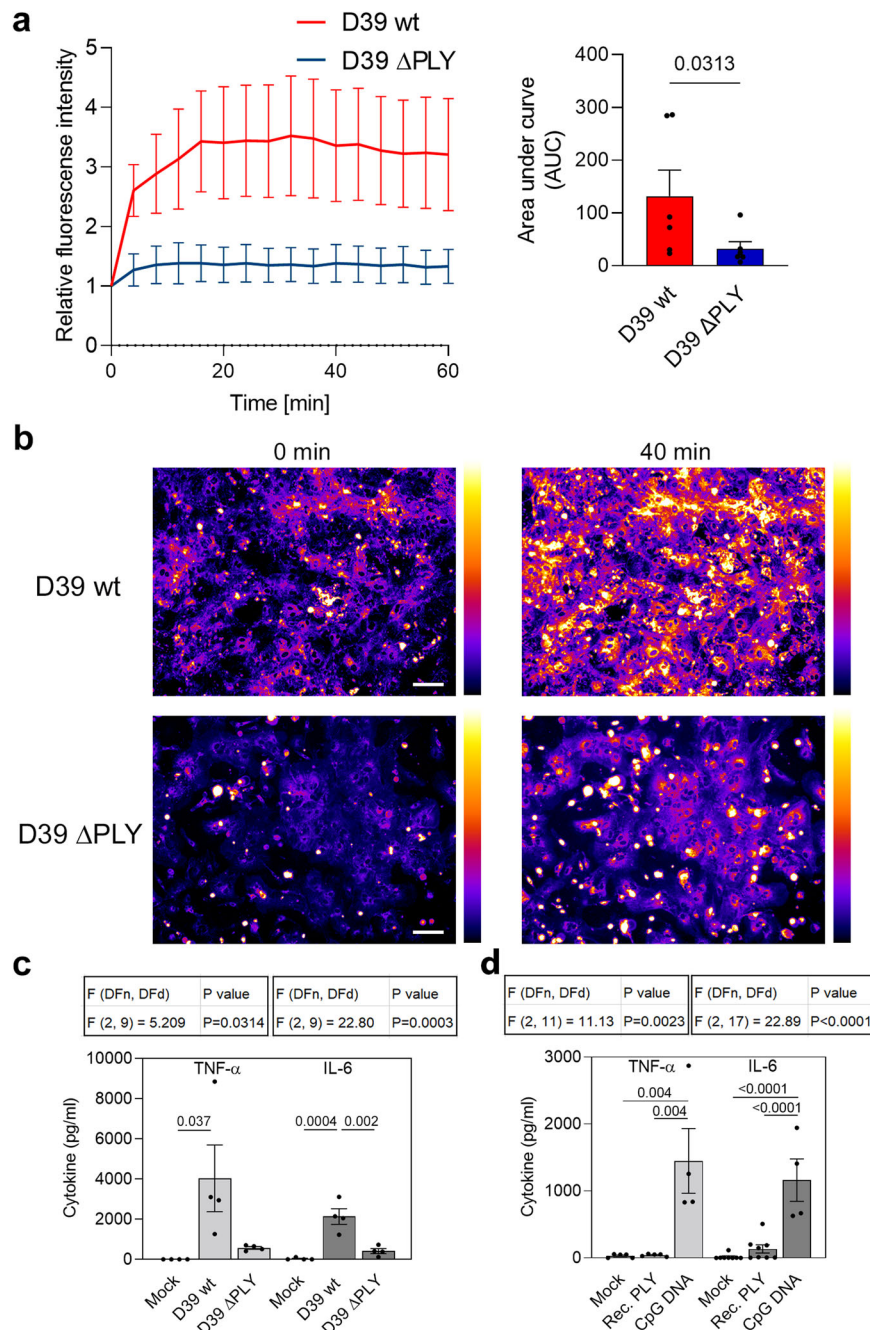 a
D39 wt
D39 ΔPLY
Relative fluorescense intensity
5
4
3
2
1
0
0
20
40
60
Time [min]
0.0313
Area under curve
(AUC)
400
300
200
100
0
D39 wt
D39 ΔPLY
b
0 min
40 min
D39 wt
D39 ΔPLY
c
F (DFn, DFd)
P value
F (DFn, DFd)
P value
F (2, 9) = 5.209
P=0.0314
F (2, 9) = 22.80
P=0.0003
Cytokine (pg/ml)
10000
8000
6000
4000
2000
0
TNF-α
IL-6
0.037
0.0004
0.002
Mock
D39 wt
D39 ΔPLY
Mock
D39 wt
D39 ΔPLY
d
F (DFn, DFd)
P value
F (DFn, DFd)
P value
F (2, 11) = 11.13
P=0.0023
F (2, 17) = 22.89
P<0.0001
Cytokine (pg/ml)
3000
2000
1000
0
TNF-α
IL-6
0.004
0.004
<0.0001
<0.0001
Mock
Rec. PLY
CpG DNA
Mock
Rec. PLY
CpG DNA